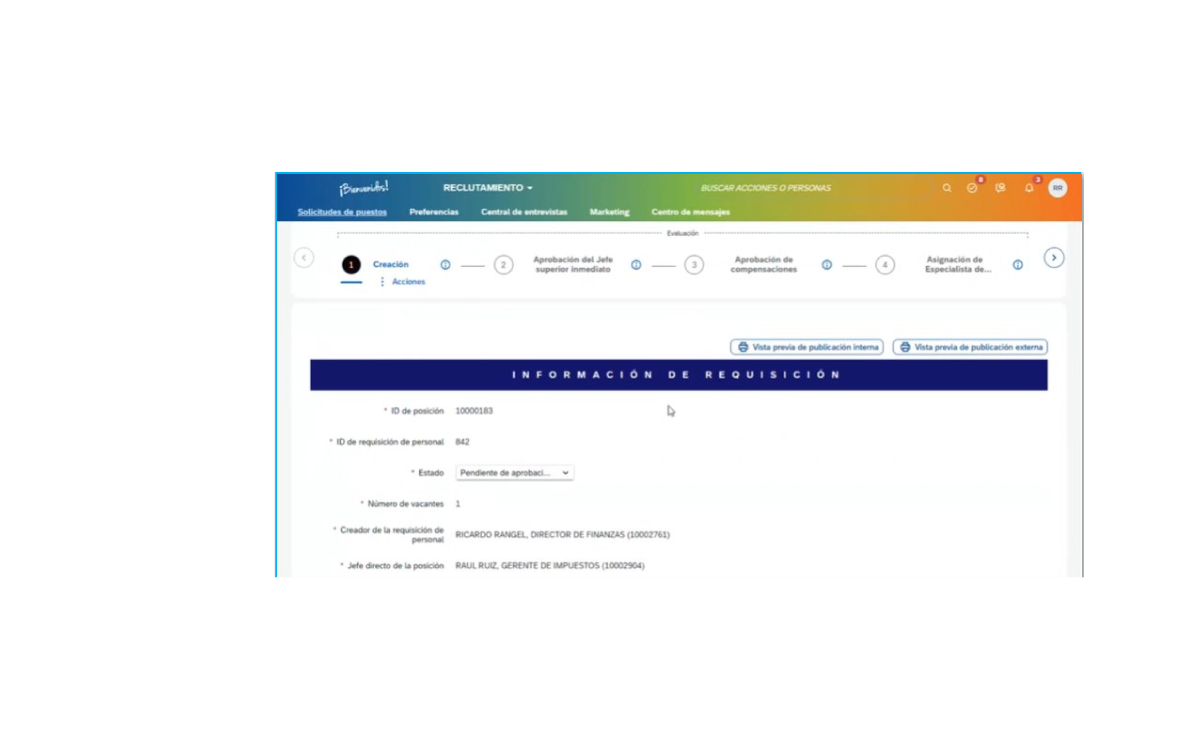 ¡Bienvenidos!
RECLUTAMIENTO
BUSCAR ACCIONES O PERSONAS
8
3
RR
Solicitudes de puestos
Preferencias
Central de entrevistas
Marketing
Centro de mensajes
Evaluación
1
Creación
Acciones
2
Aprobación del Jefe
superior inmediato
3
Aprobación de
compensaciones
4
Asignación de
Especialista de...
Vista previa de publicación interna
Vista previa de publicación externa
INFORMACIÓN DE REQUISICIÓN
* ID de posición 10000183
* ID de requisición de personal 842
* Estado Pendiente de aprobaci...
* Número de vacantes 1
* Creador de la requisición de
personal RICARDO RANGEL, DIRECTOR DE FINANZAS (10002761)
* Jefe directo de la posición RAUL RUIZ, GERENTE DE IMPUESTOS (10002904)